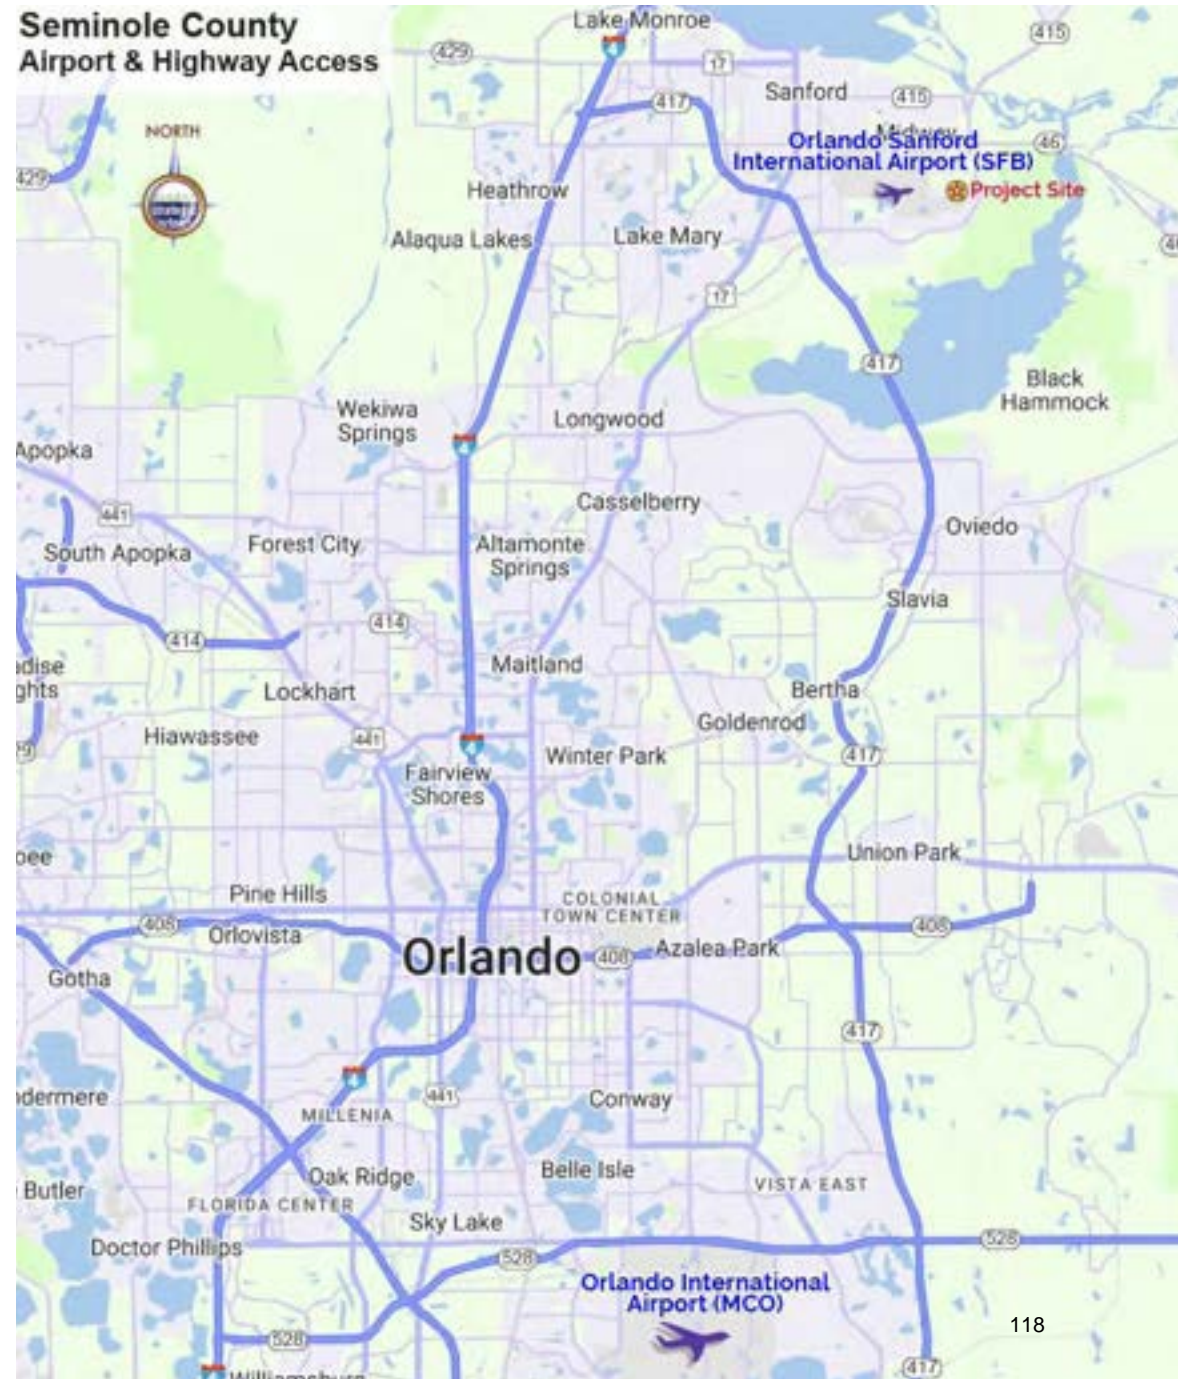 Seminole County
Airport & Highway Access
Lake Monroe
415
429
17
417
Sanford
415
NORTH
Midway
Orlando Sanford
International Airport (SFB)
46
429
Heathrow
Project Site
Alaqua Lakes
Lake Mary
17
417
Black
Hammock
Wekiwa
Springs
Longwood
4
Apopka
Casselberry
441
Oviedo
South Apopka
Forest City
Altamonte
Springs
Slavia
414
414
Maitland
Lockhart
Bertha
Goldenrod
Hiawassee
441
4
417
Winter Park
Fairview
Shores
Union Park
Pine Hills
COLONIAL
TOWN CENTER
408
Orlovista
408
Orlando
408
Azalea Park
Gotha
417
441
Conway
MILLENIA
Oak Ridge
Belle Isle
VISTA EAST
Butler
FLORIDA CENTER
Sky Lake
Doctor Phillips
528
528
Orlando International
Airport (MCO)
118
528
417